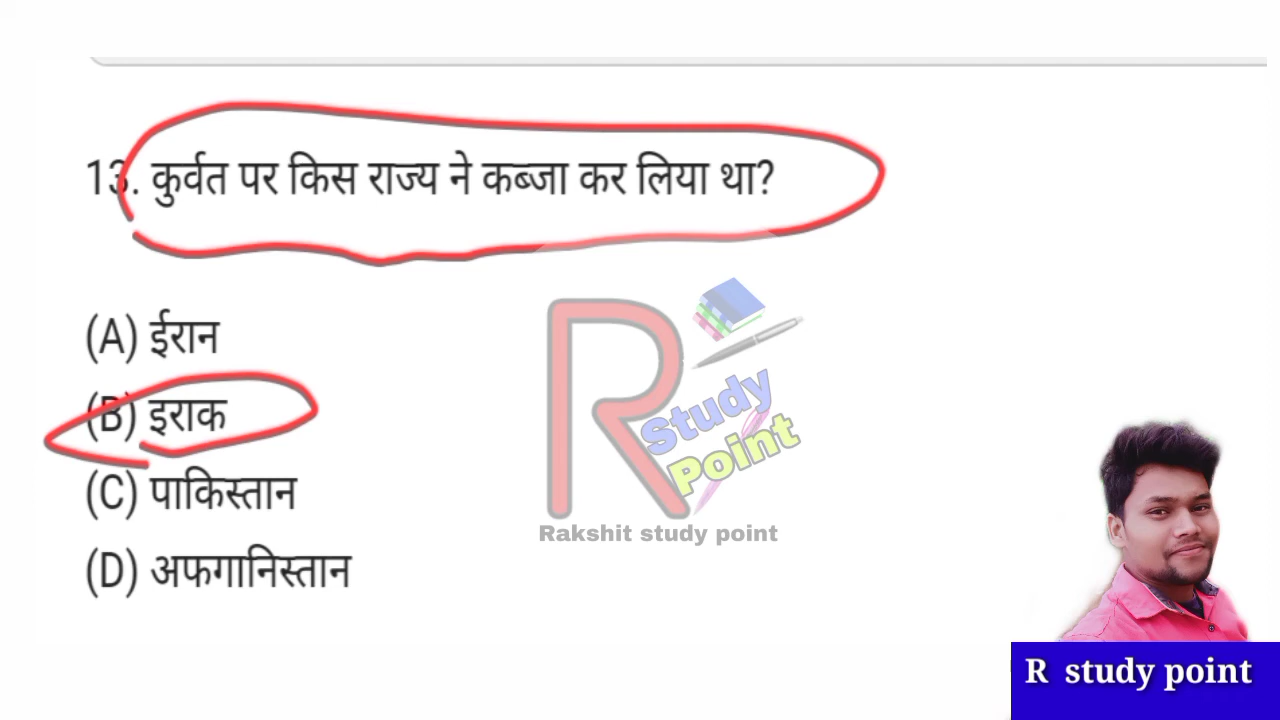 13. कुर्वत पर किस राज्य ने कब्जा कर लिया था?
(A) ईरान
(B) इराक
(C) पाकिस्तान
(D) अफगानिस्तान
R Study
Point
Rakshit study point
R study point